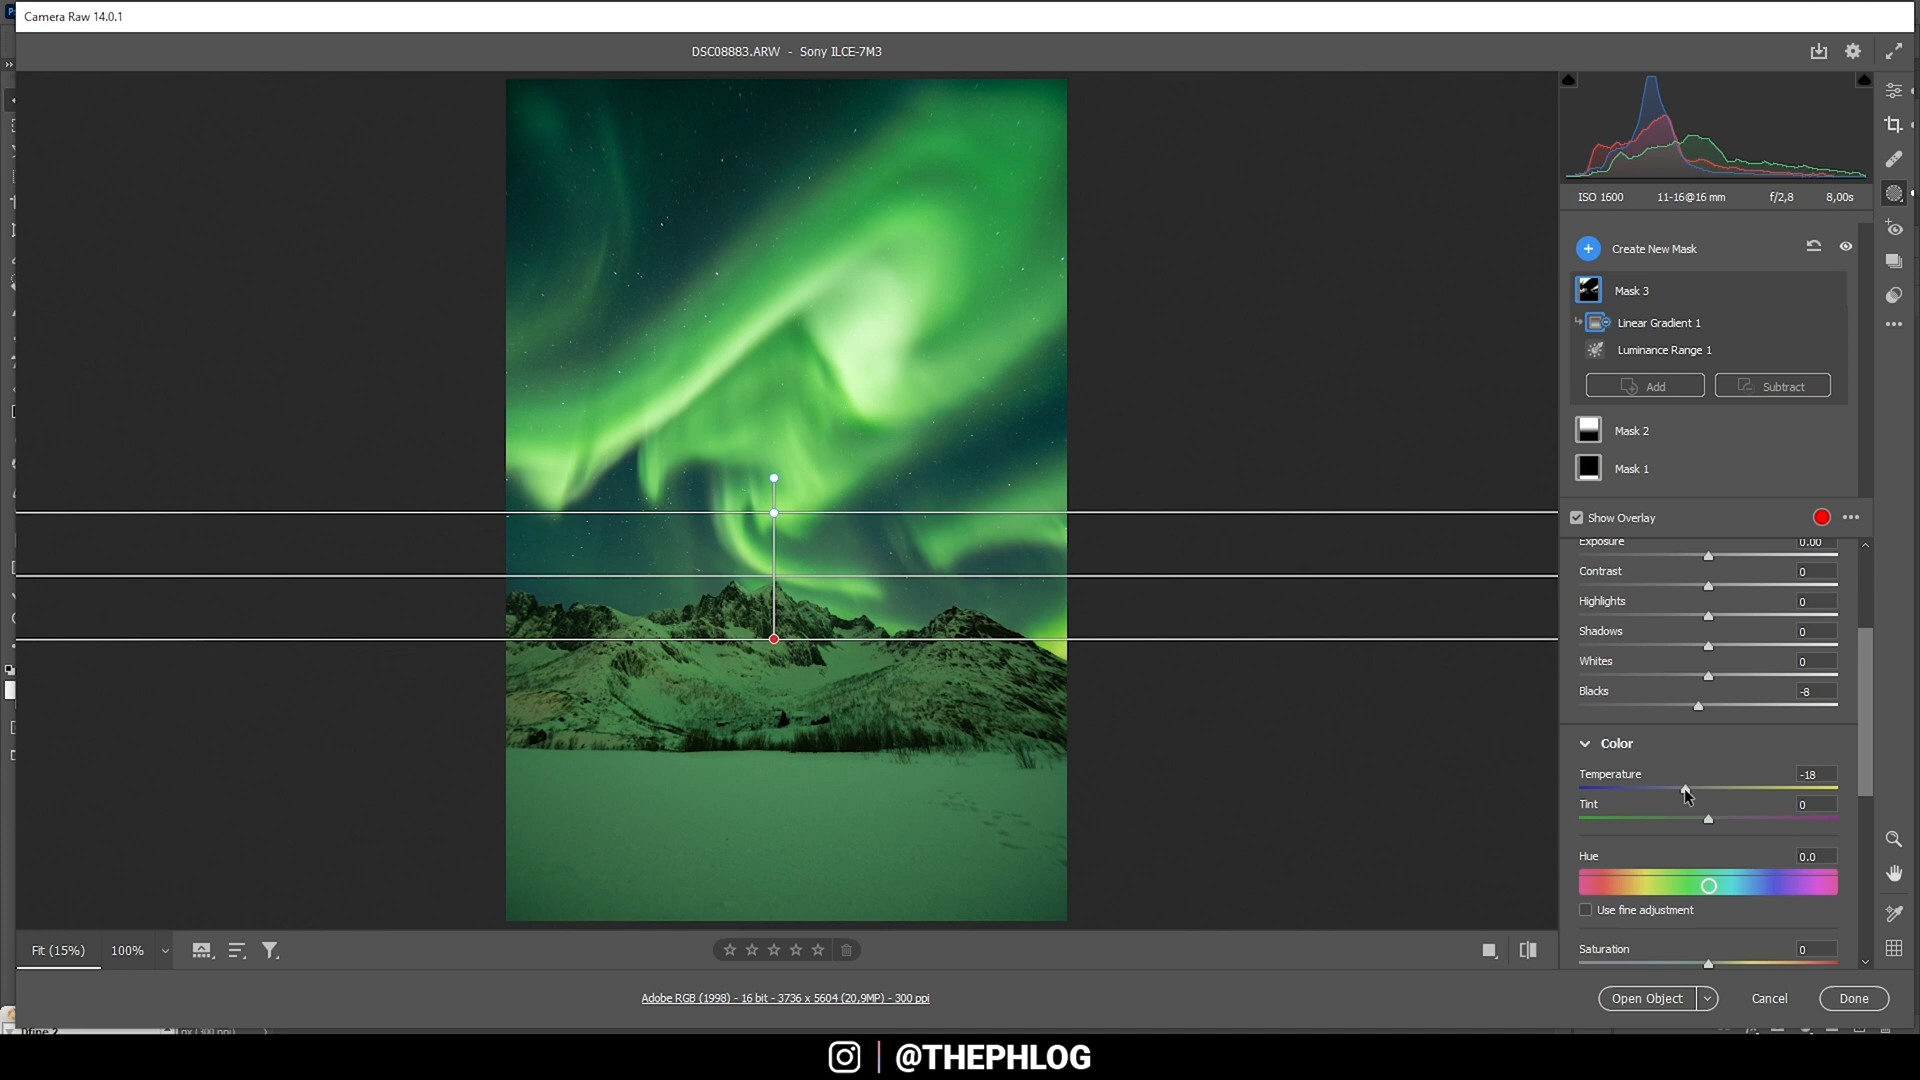 Camera Raw 14.0.1
DSC08883.ARW - Sony ILCE-7M3
ISO 1600 11-16@16 mm f/2,8 8,00s
Create New Mask
Mask 3
Linear Gradient 1
Luminance Range 1
Add Subtract
Mask 2
Mask 1
Show Overlay
Exposure 0.00
Contrast 0
Highlights 0
Shadows 0
Whites 0
Blacks -8
Color
Temperature -18
Tint 0
Hue 0.0
Use fine adjustment
Saturation 0
Fit (15%) 100%
Adobe RGB (1998) - 16 bit - 3736 x 5604 (20,9MP) - 300 ppi
Open Object Cancel Done
@THEPHLOG